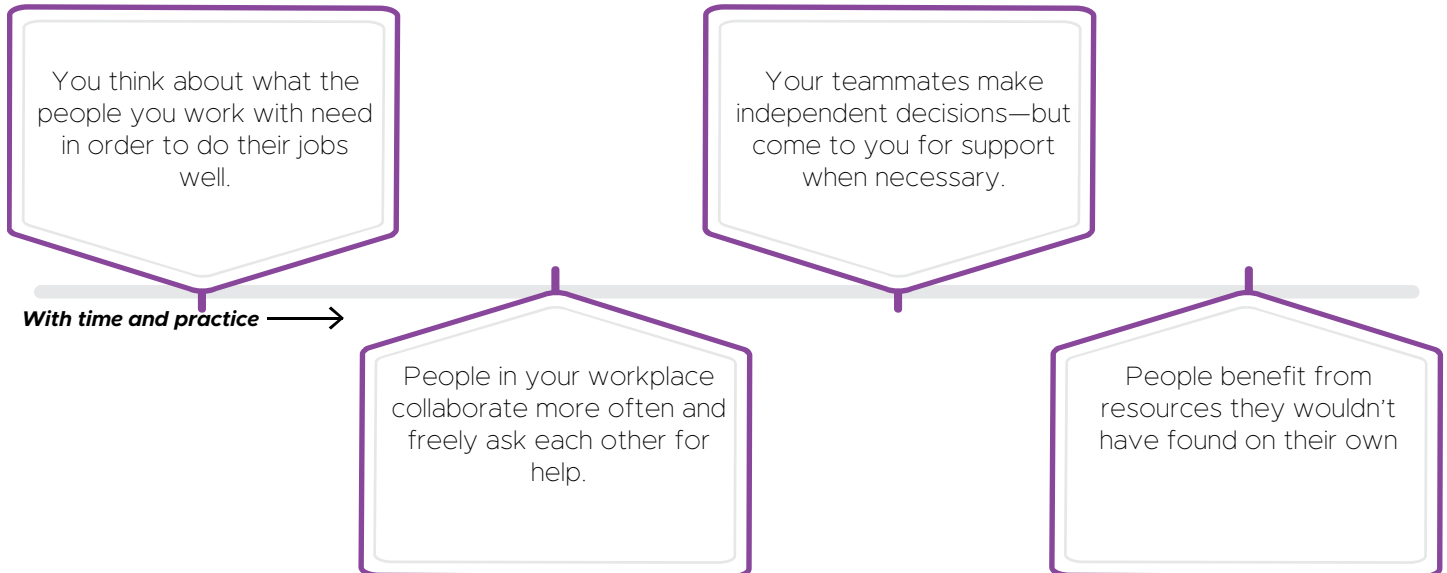 You think about what the
people you work with need
in order to do their jobs
well.
With time and practice
People in your workplace
collaborate more often and
freely ask each other for
help.
Your teammates make
independent decisions—but
come to you for support
when necessary.
People benefit from
resources they wouldn't
have found on their own